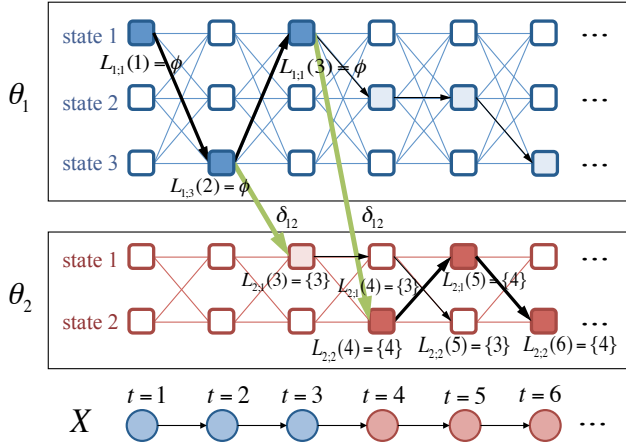 state 1
L1;1(1) = ϕ
L1;1(3) = ϕ
...
θ1
state 2
...
state 3
...
L1;3(2) = ϕ
δ12
δ12
state 1
...
L2;1(3) = {3}
L2;1(4) = {3}
L2;1(5) = {4}
θ2
state 2
...
L2;2(4) = {4}
L2;2(5) = {3}
L2;2(6) = {4}
t = 1 t = 2 t = 3 t = 4 t = 5 t = 6
X ...